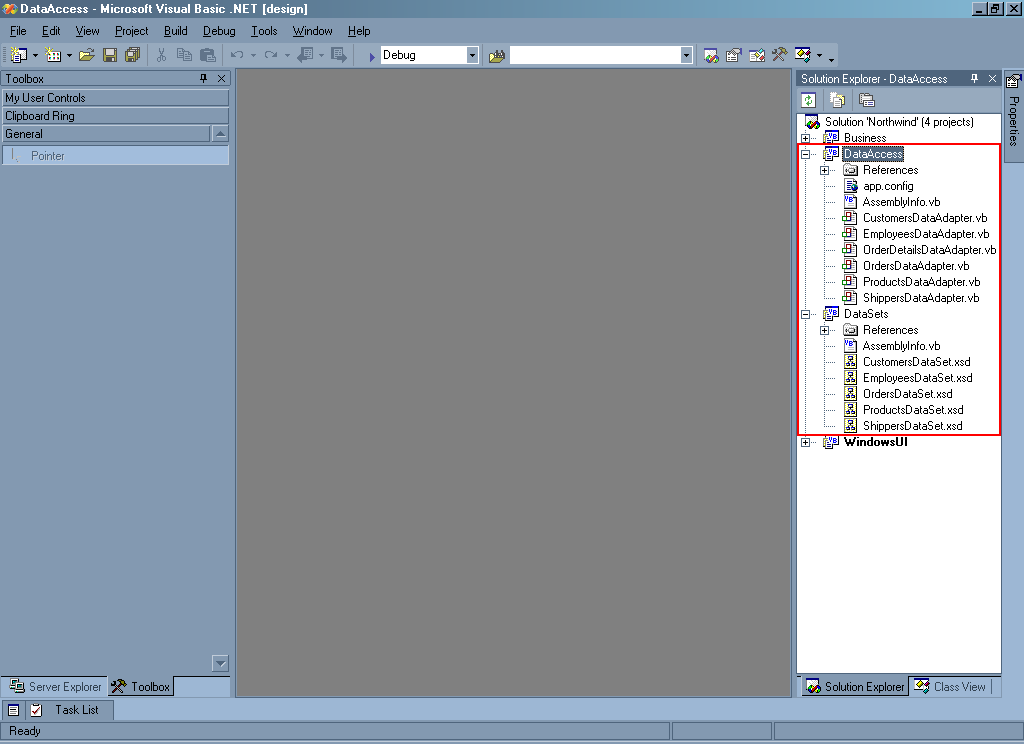 DataAccess - Microsoft Visual Basic .NET [design]
File Edit View Project Build Debug Tools Window Help
Debug
Toolbox
My User Controls
Clipboard Ring
General
Pointer
Server Explorer Toolbox
Solution Explorer - DataAccess
Solution 'Northwind' (4 projects)
Business
DataAccess
References
app.config
AssemblyInfo.vb
CustomersDataAdapter.vb
EmployeesDataAdapter.vb
OrderDetailsDataAdapter.vb
OrdersDataAdapter.vb
ProductsDataAdapter.vb
ShippersDataAdapter.vb
DataSets
References
AssemblyInfo.vb
CustomersDataSet.xsd
EmployeesDataSet.xsd
OrdersDataSet.xsd
ProductsDataSet.xsd
ShippersDataSet.xsd
WindowsUI
Solution Explorer Class View
Properties
Task List
Ready